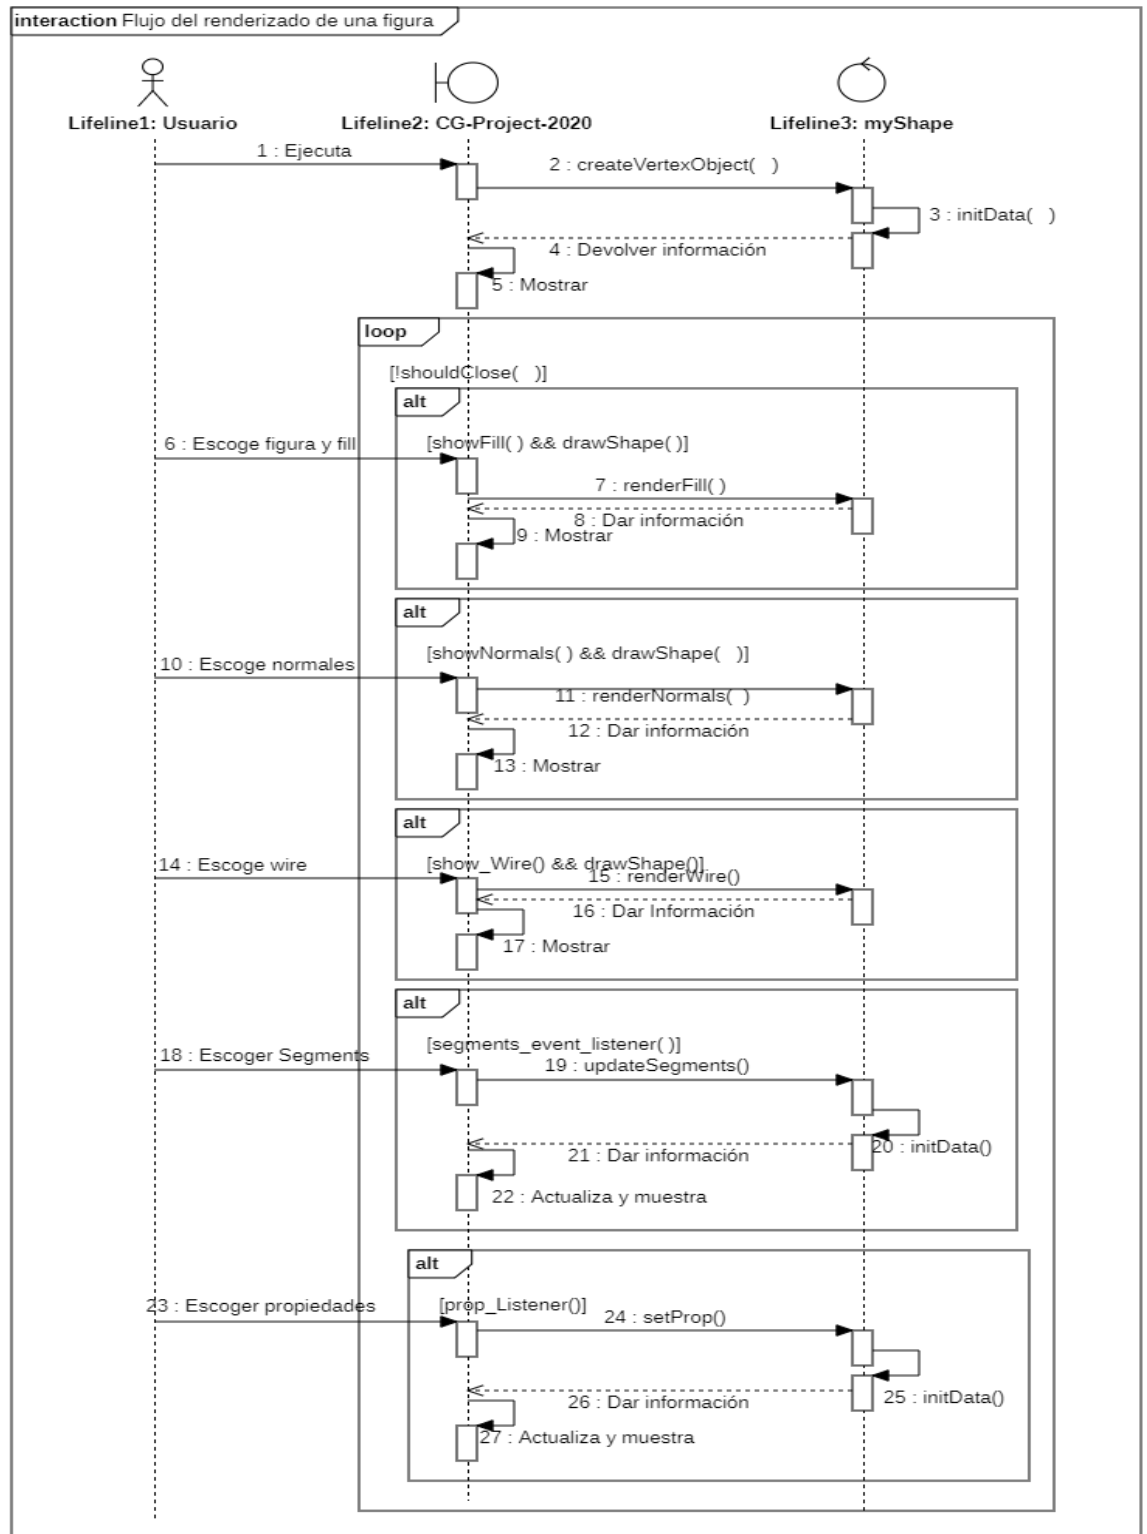 interaction Flujo del renderizado de una figura
Lifeline1: Usuario
Lifeline2: CG-Project-2020
Lifeline3: myShape
1 : Ejecuta
2 : createVertexObject( )
3 : initData( )
4 : Devolver información
5 : Mostrar
loop
[!shouldClose( )]
alt
6 : Escoge figura y fill
[showFill( ) && drawShape( )]
7 : renderFill( )
8 : Dar información
9 : Mostrar
alt
[showNormals( ) && drawShape( )]
10 : Escoge normales
11 : renderNormals( )
12 : Dar información
13 : Mostrar
alt
14 : Escoge wire
[show_Wire() && drawShape()]
15 : renderWire()
16 : Dar Información
17 : Mostrar
alt
[segments_event_listener( )]
18 : Escoger Segments
19 : updateSegments()
20 : initData()
21 : Dar información
22 : Actualiza y muestra
alt
23 : Escoger propiedades
[prop_Listener()]
24 : setProp()
25 : initData()
26 : Dar información
27 : Actualiza y muestra